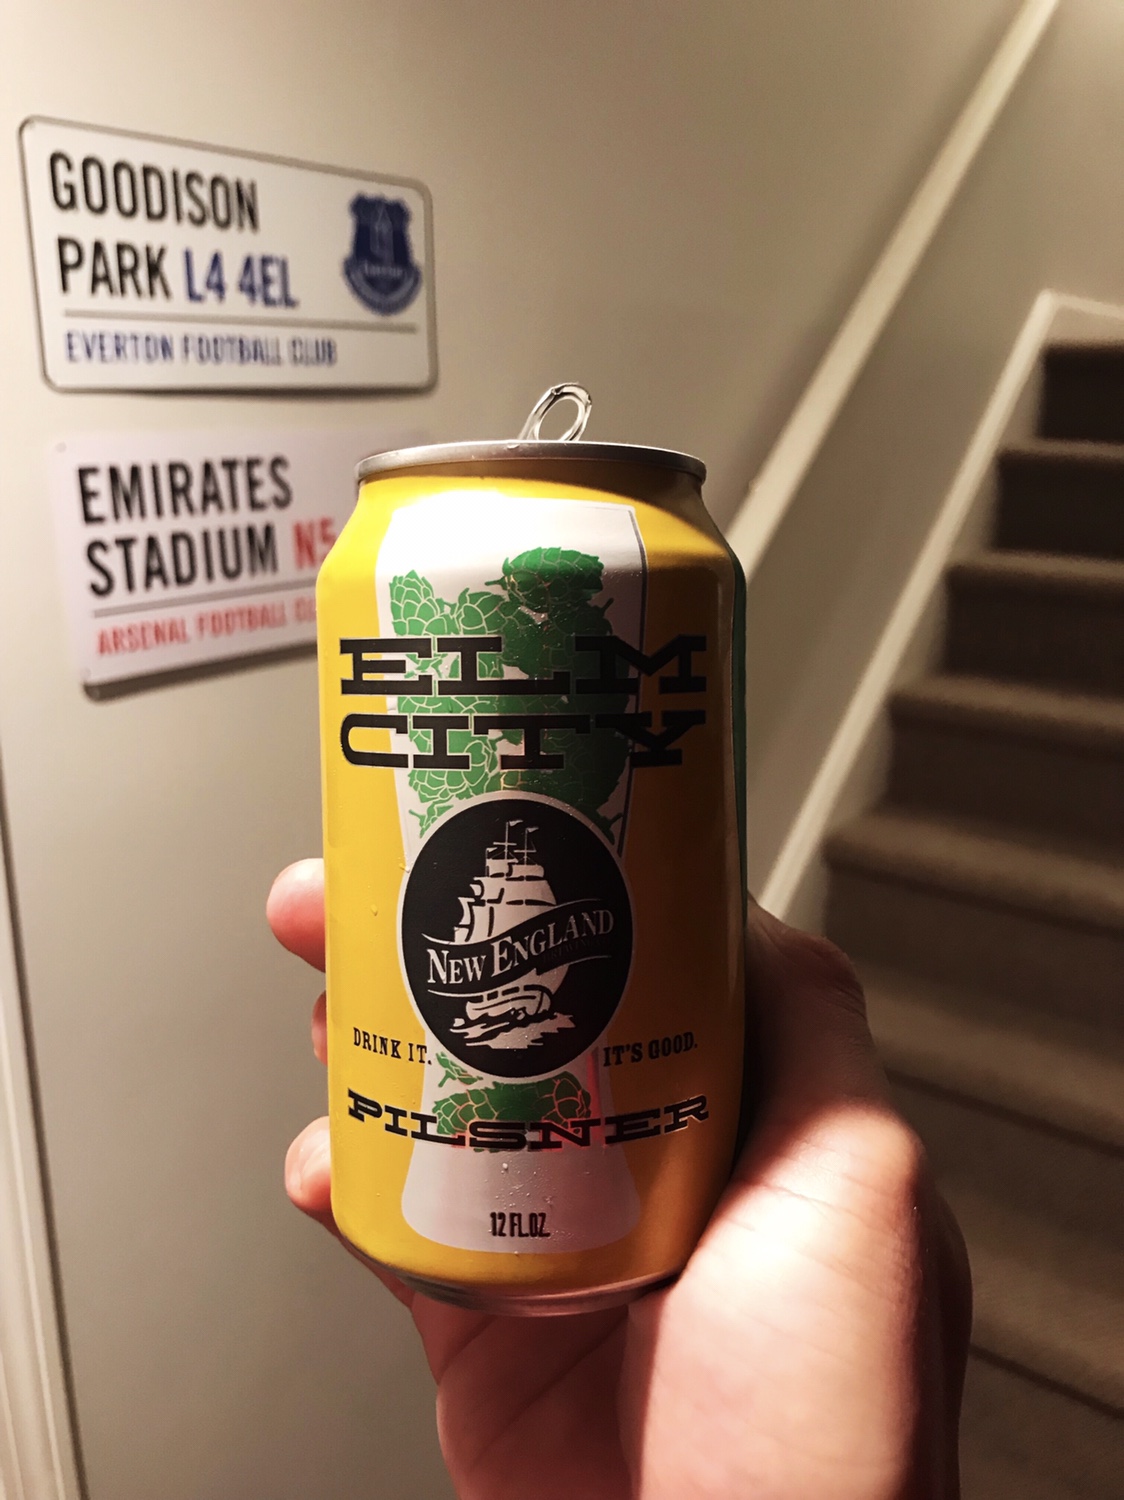 GOODISON
PARK L4 4EL
EVERTON FOOTBALL CLUB
EMIRATES
STADIUM N5
ARSENAL FOOTBALL
ELM
CITY
NEW ENGLAND
DRINK IT. IT'S GOOD.
PILSNER
12 FL.OZ.